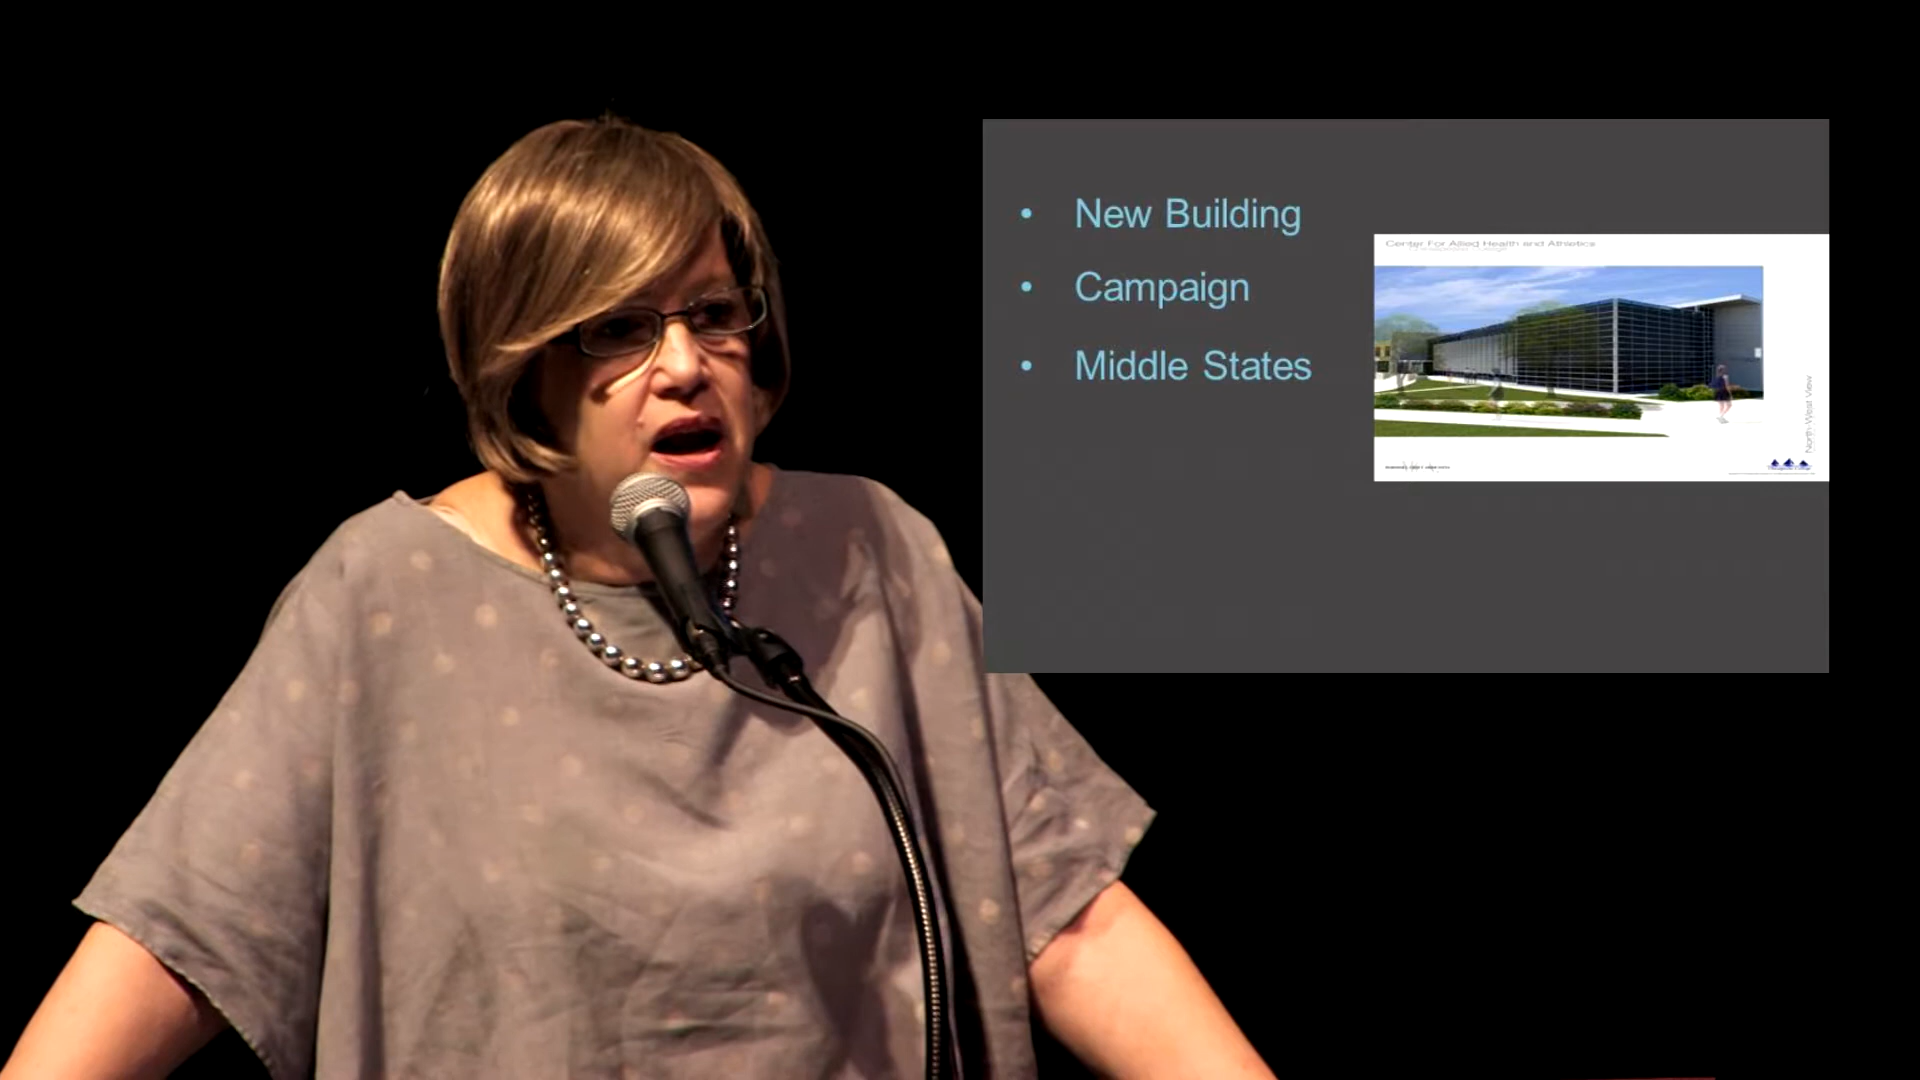 • New Building
• Campaign
• Middle States
Center For Allied Health and Athletics
North-West View